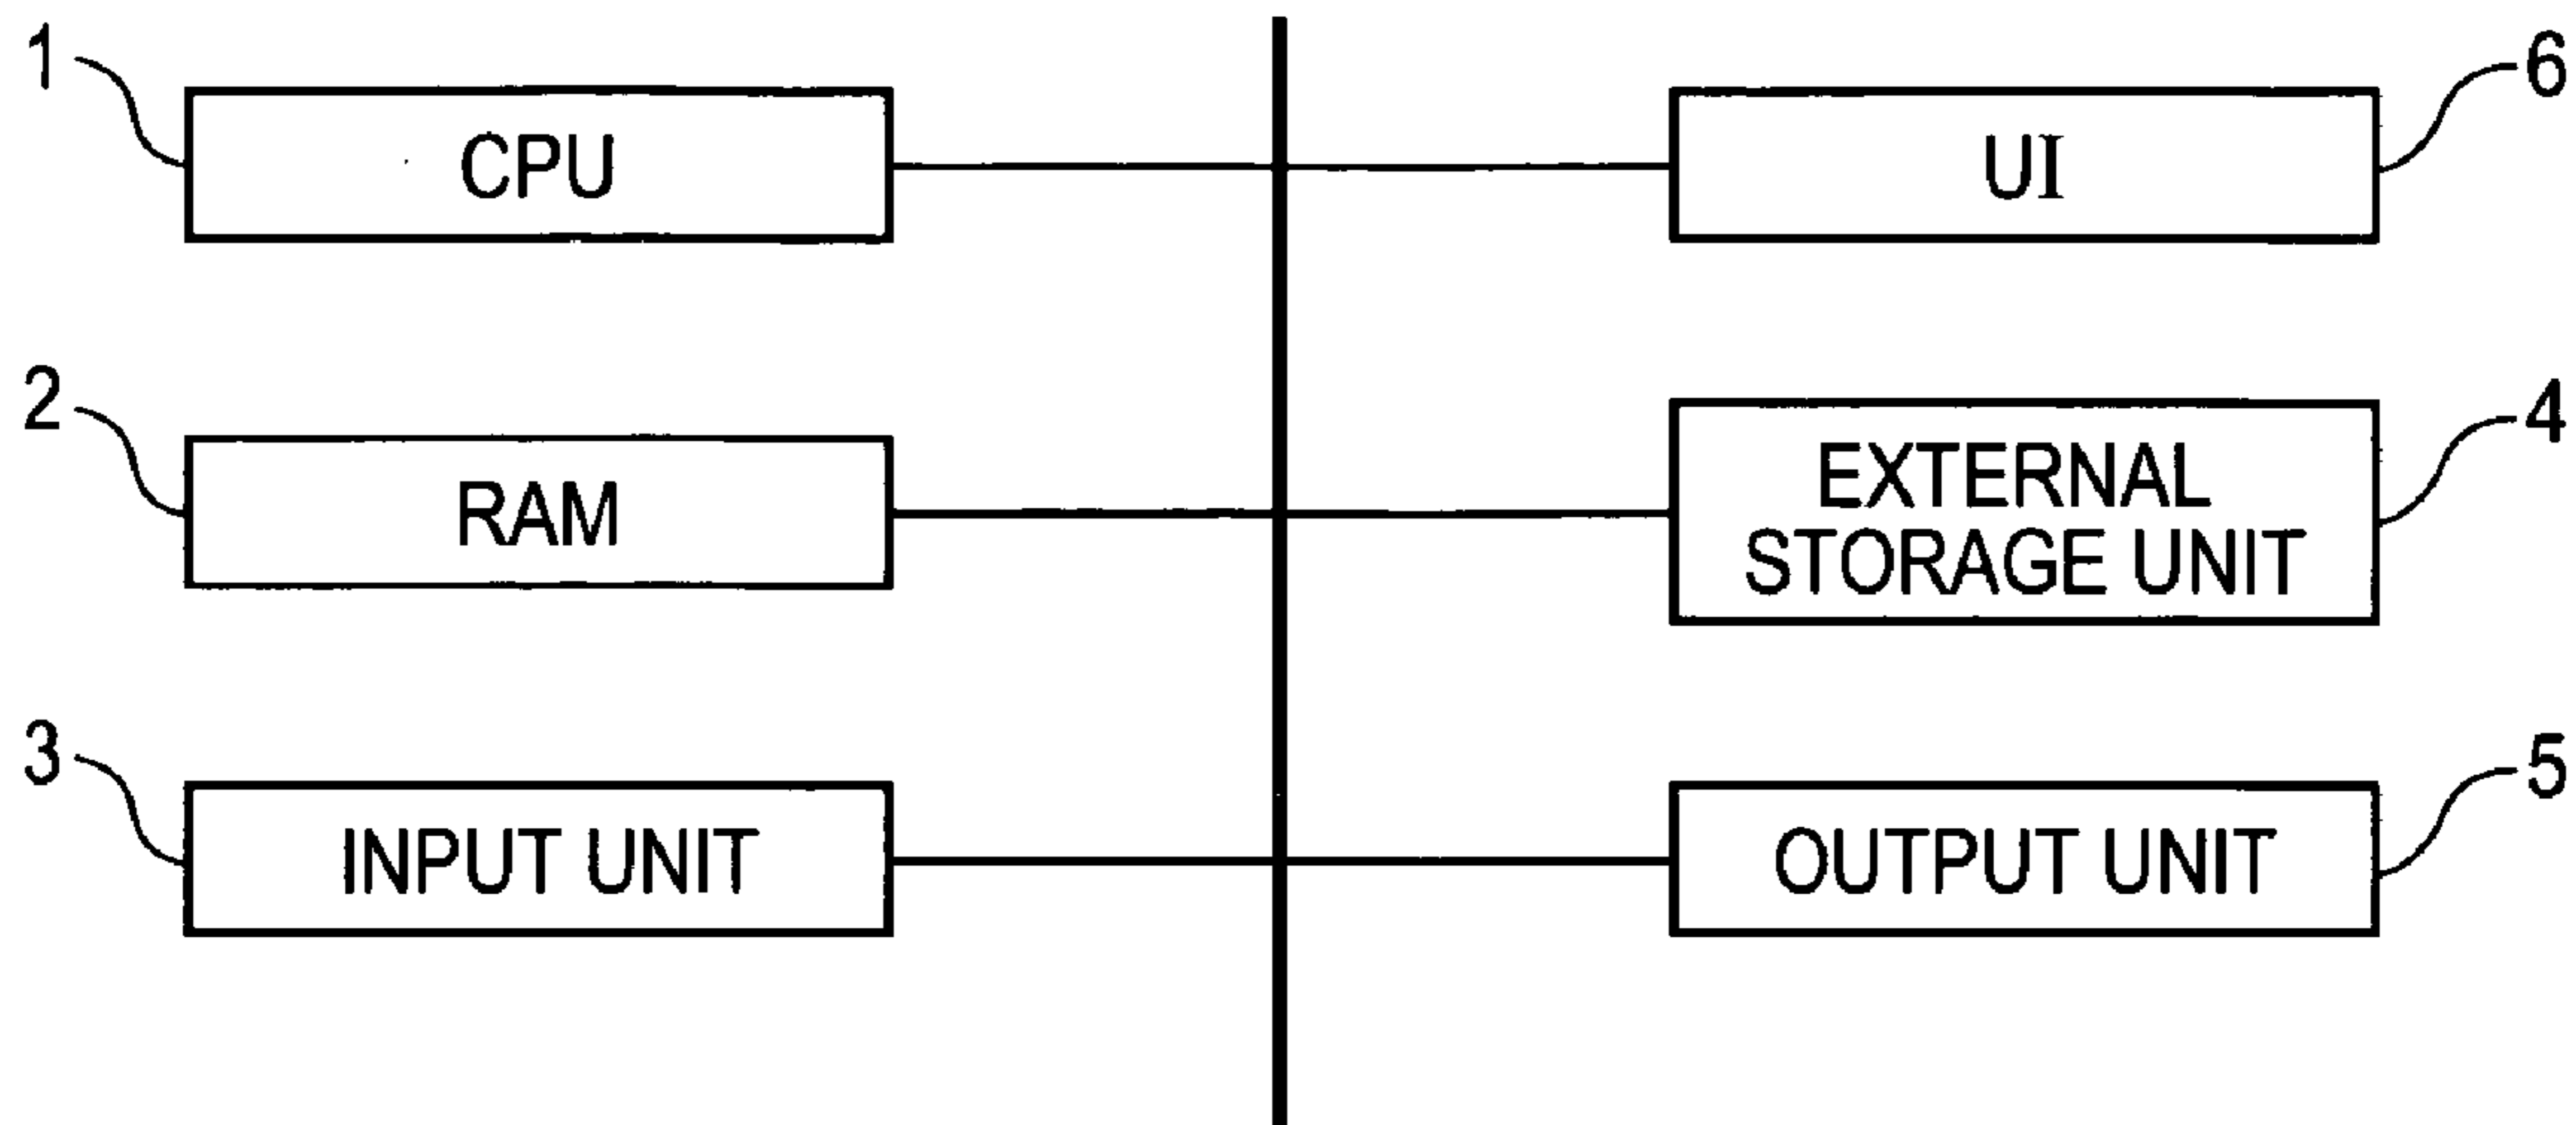 1
CPU
6
UI
2
RAM
4
EXTERNAL
STORAGE UNIT
3
INPUT UNIT
5
OUTPUT UNIT